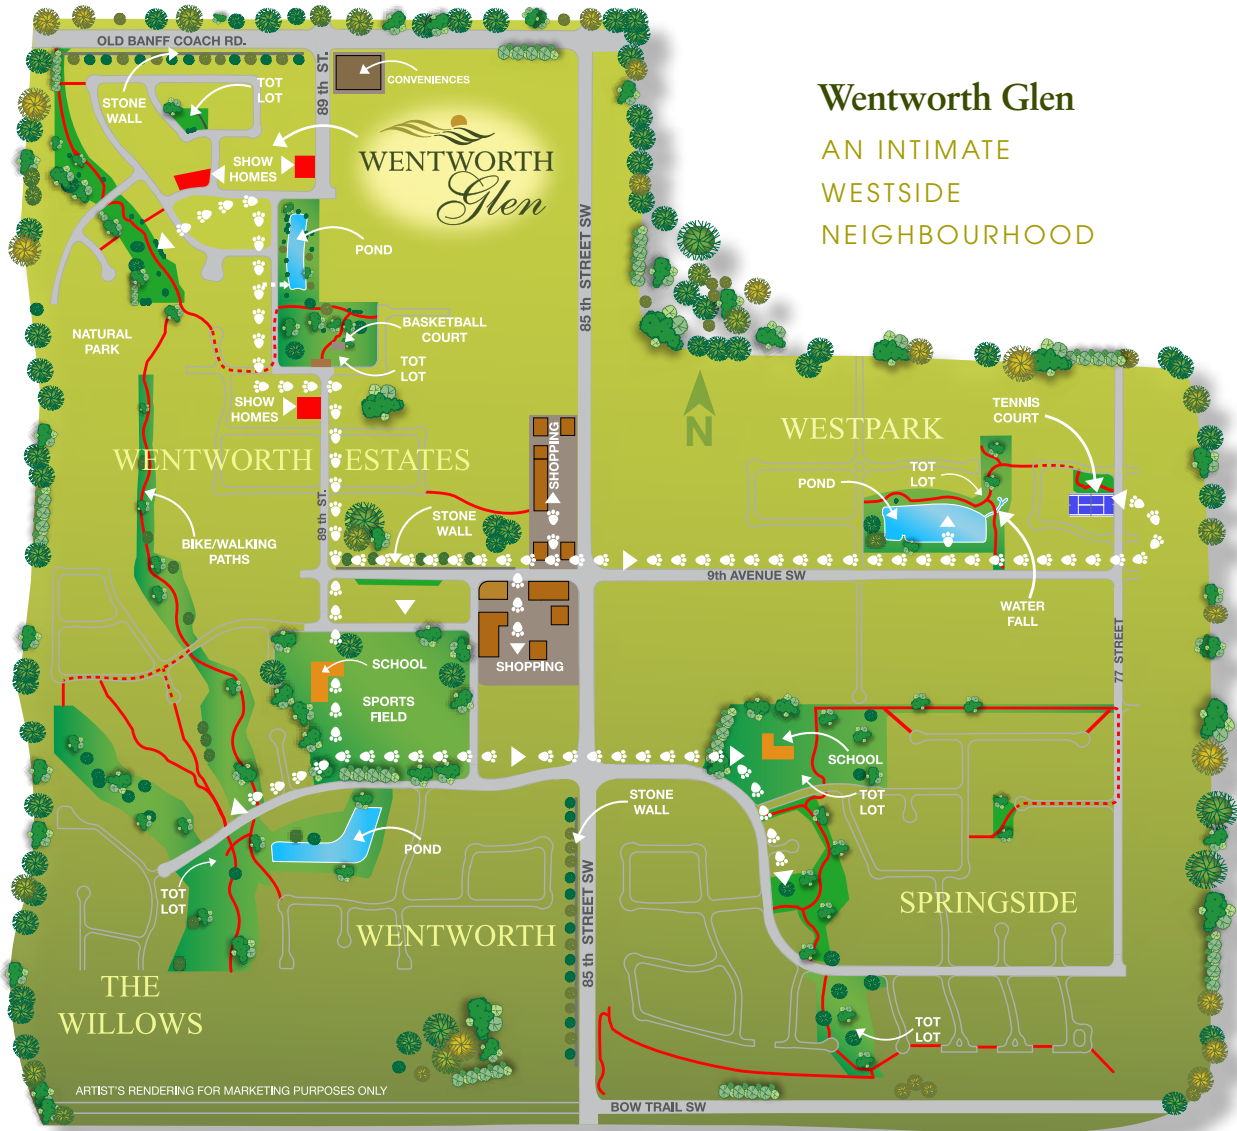 OLD BANFF COACH RD.
89 th ST.
CONVENIENCES
TOT
LOT
STONE
WALL
SHOW
HOMES
WENTWORTH
Glen
Wentworth Glen
AN INTIMATE
WESTSIDE
NEIGHBOURHOOD
POND
85 th STREET SW
NATURAL
PARK
BASKETBALL
COURT
TOT
LOT
SHOW
HOMES
N
WESTPARK
TENNIS
COURT
WENTWORTH ESTATES
SHOPPING
TOT
LOT
POND
89 th ST.
STONE
WALL
BIKE/WALKING
PATHS
9th AVENUE SW
WATER
FALL
77 STREET
SCHOOL
SHOPPING
SPORTS
FIELD
SCHOOL
TOT
LOT
STONE
WALL
POND
TOT
LOT
85 th STREET SW
SPRINGSIDE
WENTWORTH
THE
WILLOWS
TOT
LOT
ARTIST'S RENDERING FOR MARKETING PURPOSES ONLY
BOW TRAIL SW